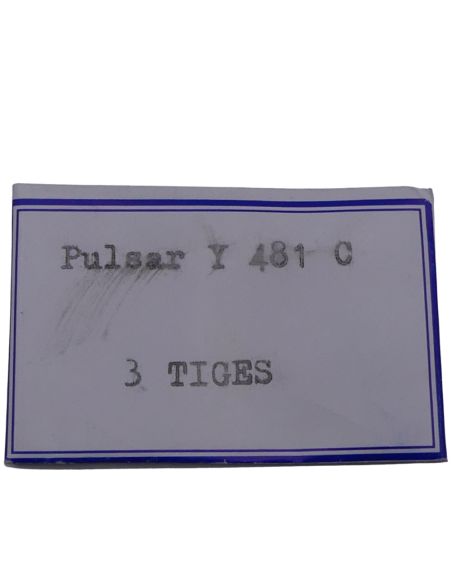 Pulsar Y 481 C
3 TIGES